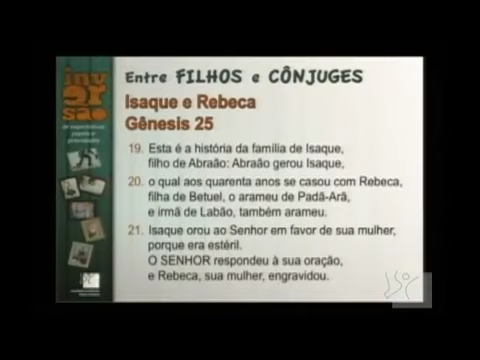 inversão
Entre FILHOS e CÔNJUGES
Isaque e Rebeca
Gênesis 25
19. Esta é a história da família de Isaque,
filho de Abraão: Abraão gerou Isaque,
20. o qual aos quarenta anos se casou com Rebeca,
filha de Betuel, o arameu de Padã-Arã,
e irmã de Labão, também arameu.
21. Isaque orou ao Senhor em favor de sua mulher,
porque era estéril.
O SENHOR respondeu à sua oração,
e Rebeca, sua mulher, engravidou.